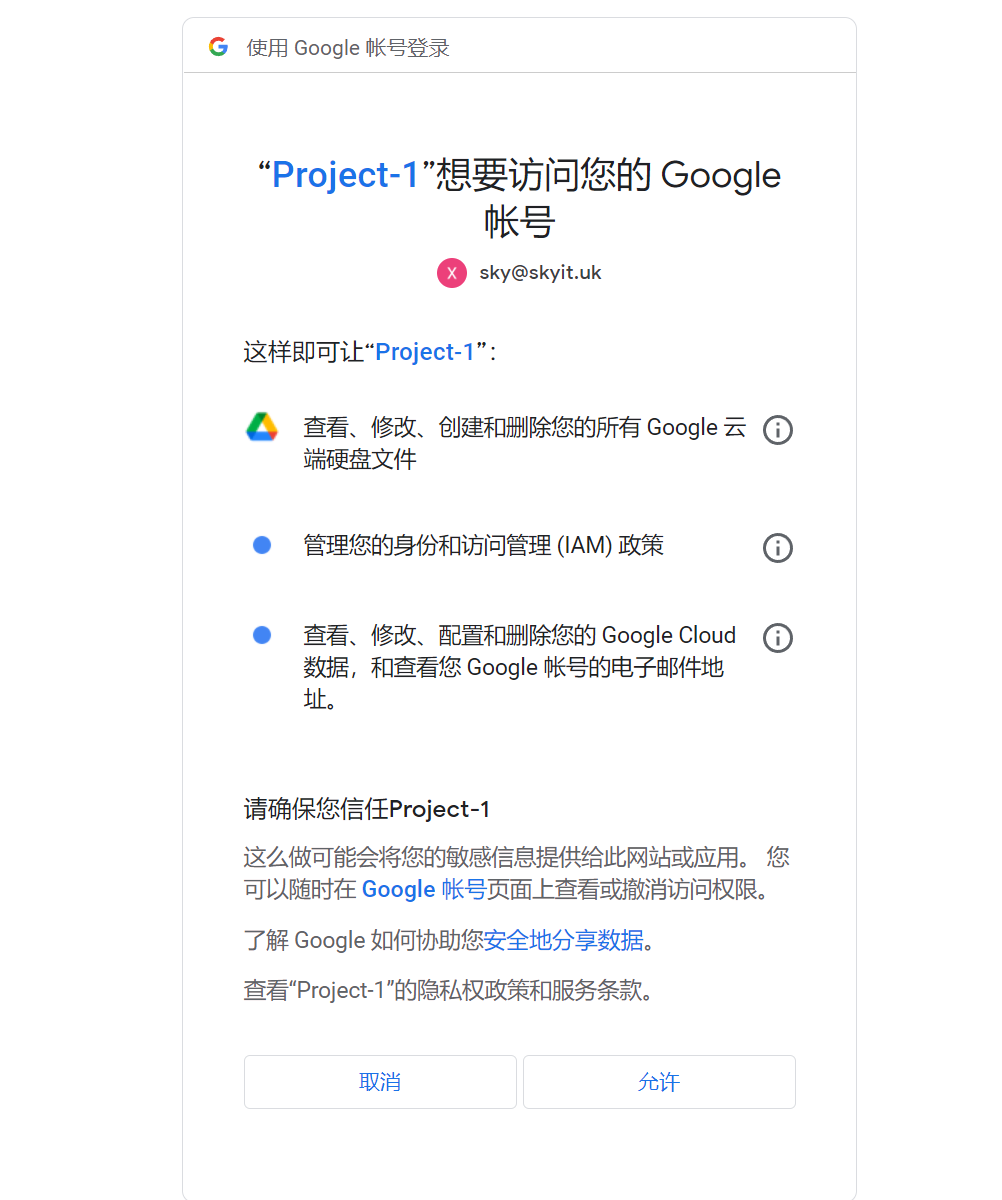 使用 Google 帐号登录
“Project-1”想要访问您的 Google
帐号
X sky@skyit.uk
这样即可让“Project-1”：
查看、修改、创建和删除您的所有 Google 云
端硬盘文件
管理您的身份和访问管理 (IAM) 政策
查看、修改、配置和删除您的 Google Cloud
数据，和查看您 Google 帐号的电子邮件地
址。
请确保您信任Project-1
这么做可能会将您的敏感信息提供给此网站或应用。 您
可以随时在 Google 帐号页面上查看或撤消访问权限。
了解 Google 如何协助您安全地分享数据。
查看“Project-1”的隐私权政策和服务条款。
取消
允许